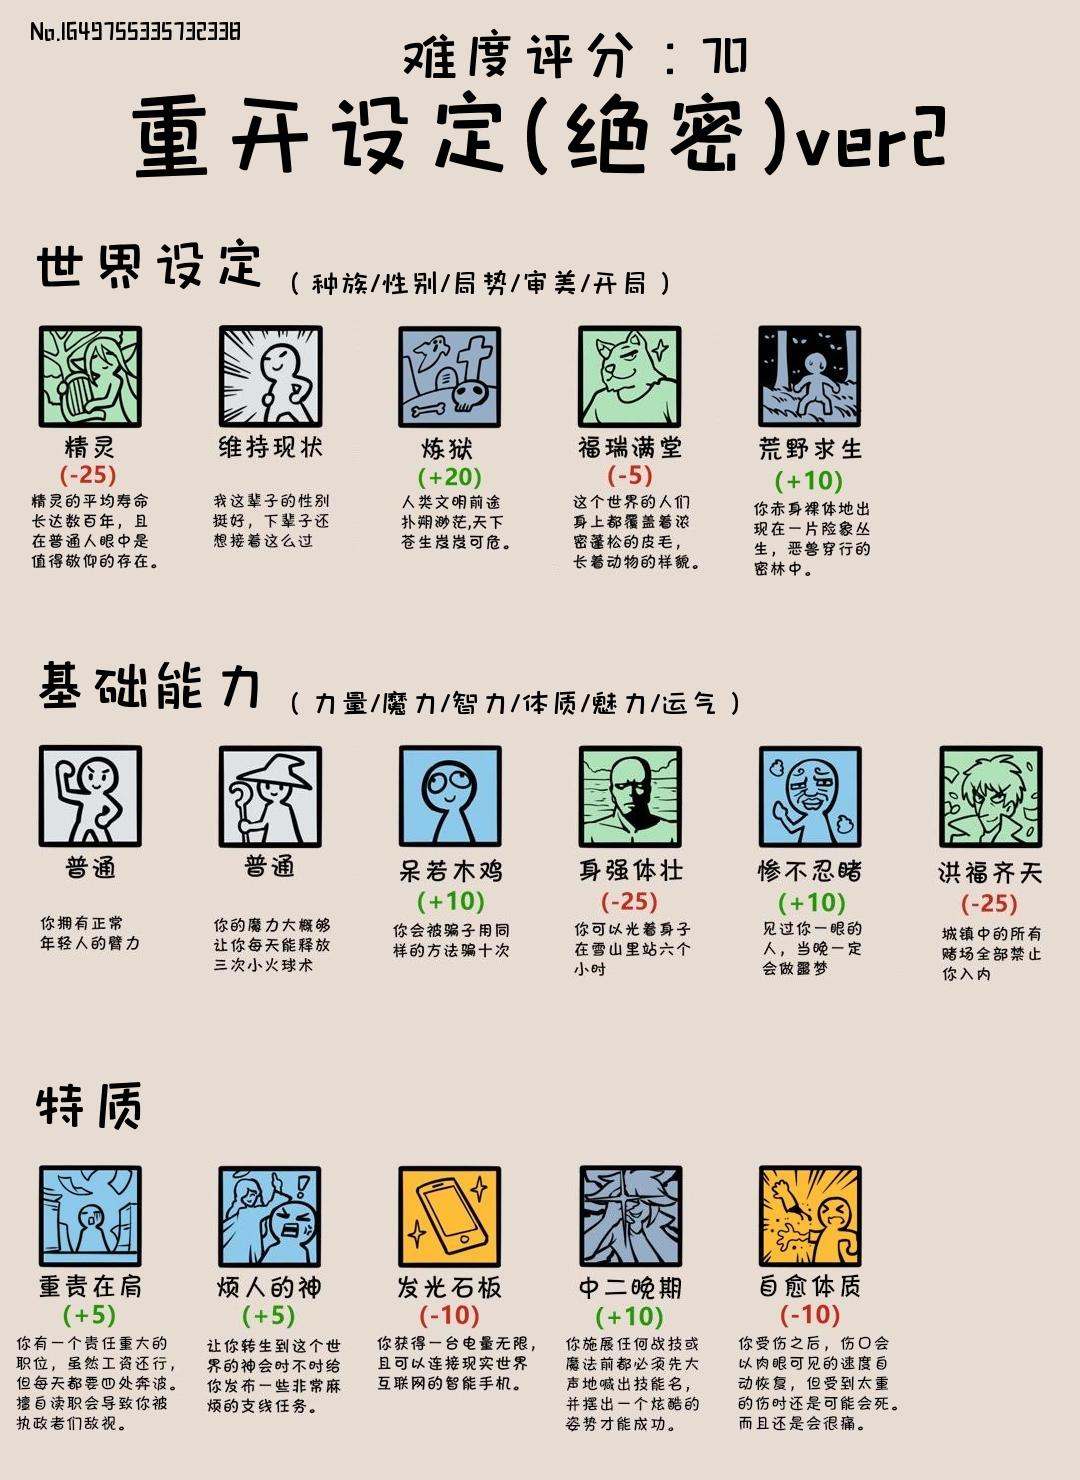 No.1649755335732338
难度评分：70
重开设定(绝密)ver2
世界设定（种族/性别/局势/审美/开局）
精灵
(-25)
精灵的平均寿命
长达数百年，且
在普通人眼中是
值得敬仰的存在。
维持现状
我这辈子的性别
挺好，下辈子还
想接着这么过
炼狱
(+20)
人类文明前途
扑朔渺茫,天下
苍生岌岌可危。
福瑞满堂
(-5)
这个世界的人们
身上都覆盖着浓
密蓬松的皮毛，
长着动物的样貌。
荒野求生
(+10)
你赤身裸体地出
现在一片险象丛
生，恶兽穿行的
密林中。
基础能力（力量/魔力/智力/体质/魅力/运气）
普通
你拥有正常
年轻人的臂力
普通
你的魔力大概够
让你每天能释放
三次小火球术
呆若木鸡
(+10)
你会被骗子用同
样的方法骗十次
身强体壮
(-25)
你可以光着身子
在雪山里站六个
小时
惨不忍睹
(+10)
见过你一眼的
人，当晚一定
会做噩梦
洪福齐天
(-25)
城镇中的所有
赌场全部禁止
你入内
特质
重责在肩
(+5)
你有一个责任重大的
职位，虽然工资还行，
但每天都要四处奔波。
擅自读职会导致你被
执政者们敌视。
烦人的神
(+5)
让你转生到这个世
界的神会时不时给
你发布一些非常麻
烦的支线任务。
发光石板
(-10)
你获得一台电量无限，
且可以连接现实世界
互联网的智能手机。
中二晚期
(+10)
你施展任何战技或
魔法前都必须先大
声地喊出技能名，
并摆出一个炫酷的
姿势才能成功。
自愈体质
(-10)
你受伤之后，伤口会
以肉眼可见的速度自
动恢复，但受到太重
的伤时还是可能会死。
而且还是会很痛。